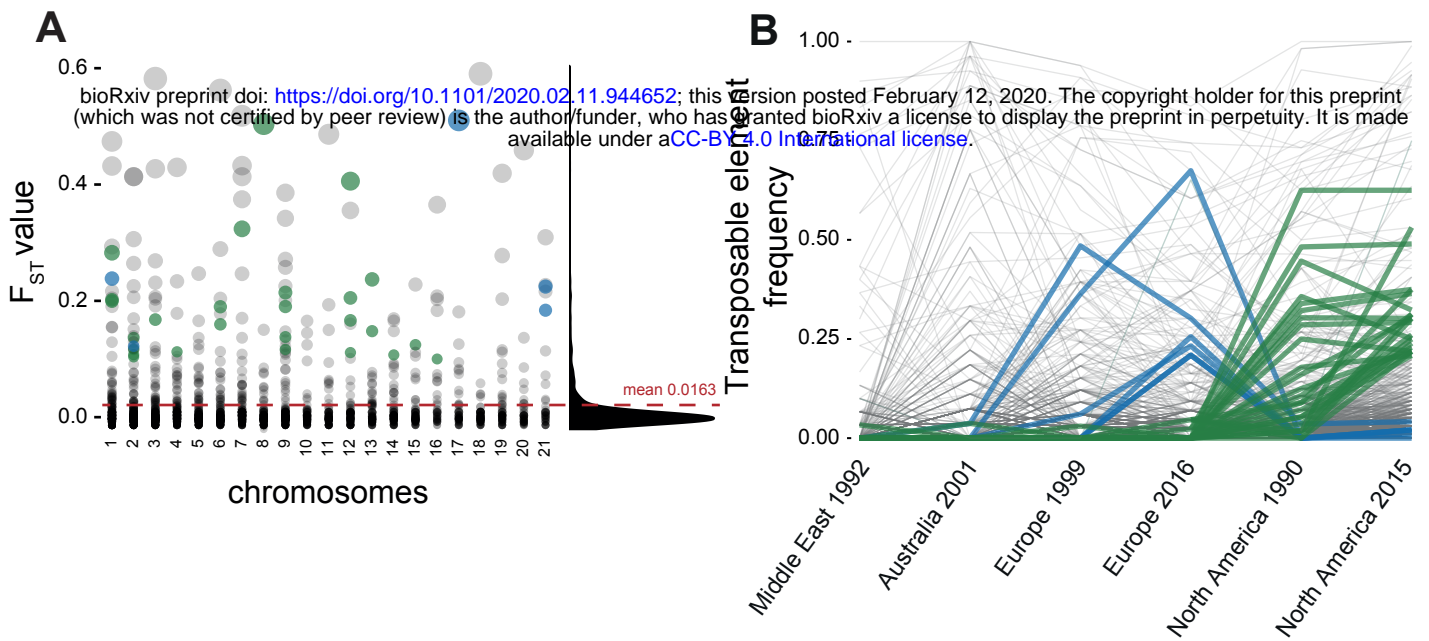 A
B
0.6
0.4
0.2
0.0
F_ST value
bioRxiv preprint doi: https://doi.org/10.1101/2020.02.11.944652; this version posted February 12, 2020. The copyright holder for this preprint
(which was not certified by peer review) is the author/funder, who has granted bioRxiv a license to display the preprint in perpetuity. It is made
available under aCC-BY 4.0 International license.
mean 0.0163
1 2 3 4 5 6 7 8 9 10 11 12 13 14 15 16 17 18 19 20 21
chromosomes
1.00
0.75
0.50
0.25
0.00
Transposable element
frequency
Middle East 1992
Australia 2001
Europe 1999
Europe 2016
North America 1990
North America 2015